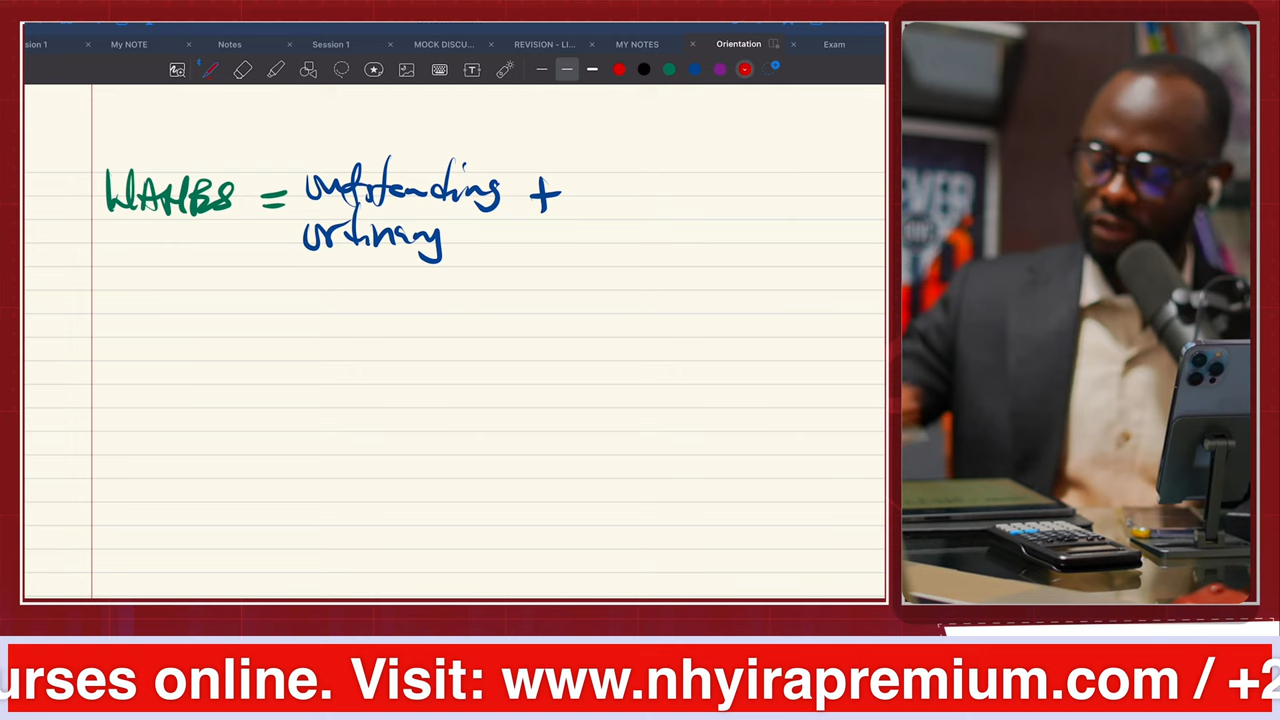 sion 1 My NOTE Notes Session 1 MOCK DISCU... REVISION - LI... MY NOTES Orientation Exam
= outstanding +
ordinary
urses online. Visit: www.nhyirapremium.com / +2